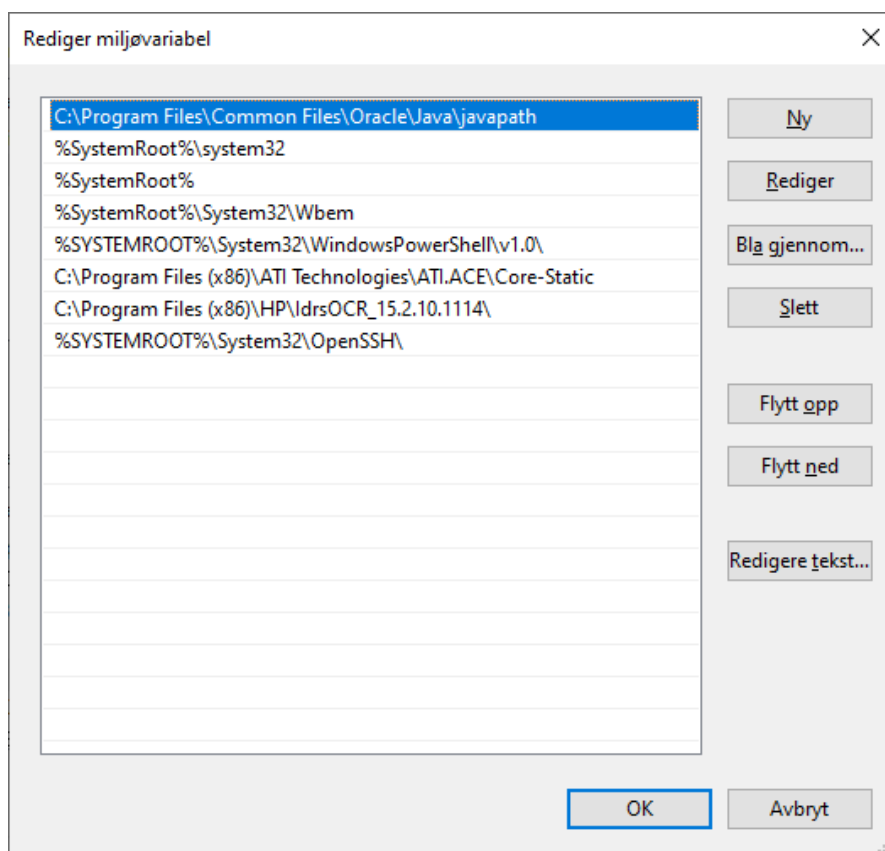 Rediger miljøvariabel
C:\Program Files\Common Files\Oracle\Java\javapath
%SystemRoot%\system32
%SystemRoot%
%SystemRoot%\System32\Wbem
%SYSTEMROOT%\System32\WindowsPowerShell\v1.0\
C:\Program Files (x86)\ATI Technologies\ATI.ACE\Core-Static
C:\Program Files (x86)\HP\IdrsOCR_15.2.10.1114\
%SYSTEMROOT%\System32\OpenSSH\
Ny
Rediger
Bla gjennom...
Slett
Flytt opp
Flytt ned
Redigere tekst...
OK
Avbryt